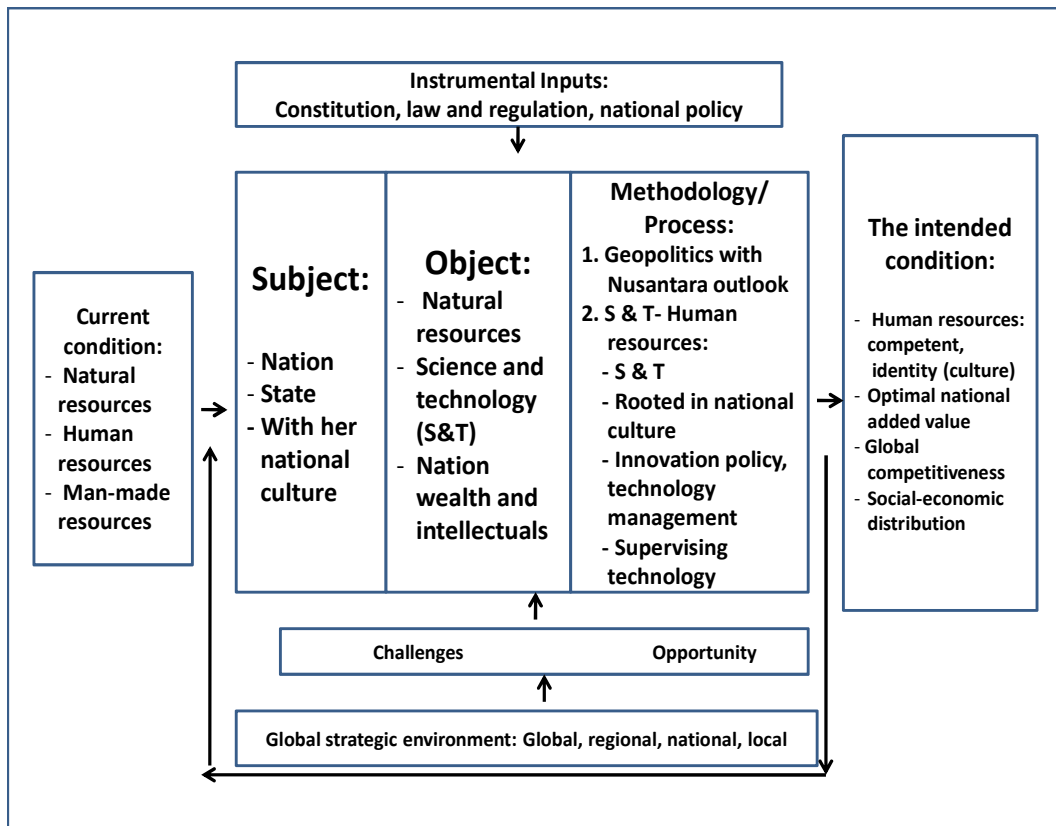 Instrumental Inputs:
Constitution, law and regulation, national policy
Current
condition:
- Natural
resources
- Human
resources
- Man-made
resources
Subject:
- Nation
- State
- With her
national
culture
Object:
- Natural
resources
- Science and
technology
(S&T)
- Nation
wealth and
intellectuals
Methodology/
Process:
1. Geopolitics with
Nusantara outlook
2. S & T- Human
resources:
- S & T
- Rooted in national
culture
- Innovation policy,
technology
management
- Supervising
technology
The intended
condition:
- Human resources:
competent,
identity (culture)
- Optimal national
added value
- Global
competitiveness
- Social-economic
distribution
Challenges Opportunity
Global strategic environment: Global, regional, national, local